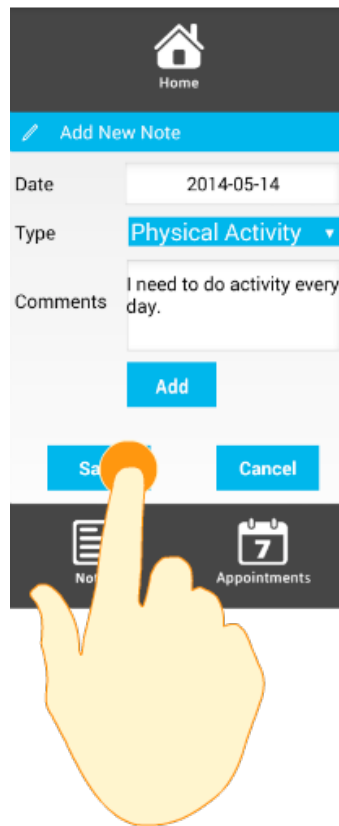 Home
Add New Note
Date 2014-05-14
Type Physical Activity
Comments I need to do activity every
day.
Add
Cancel
7
Appointments